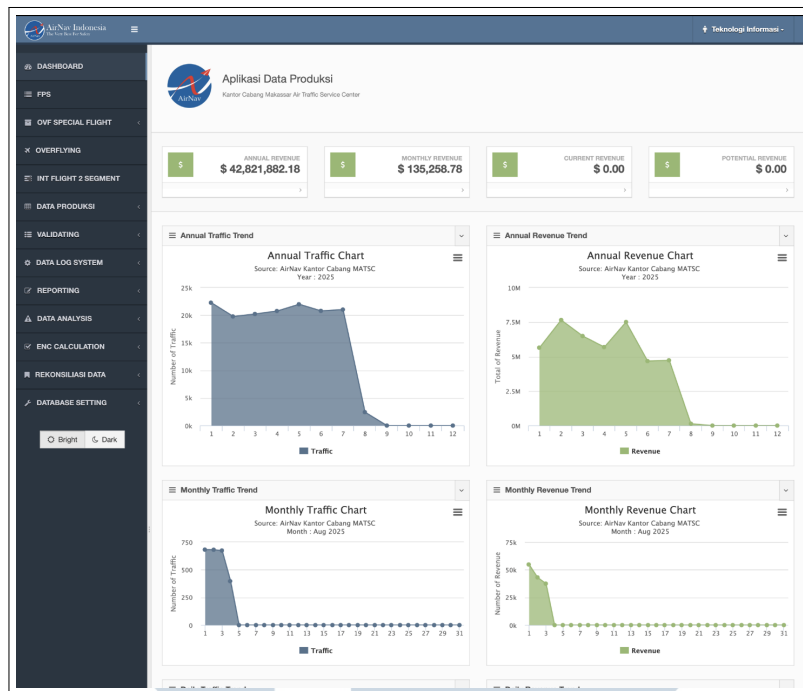 AirNav Indonesia
Teknologi Informasi -
DASHBOARD
FPS
OVF SPECIAL FLIGHT
OVERFLYING
INT FLIGHT 2 SEGMENT
DATA PRODUKSI
VALIDATING
DATA LOG SYSTEM
REPORTING
DATA ANALYSIS
ENC CALCULATION
REKONSILIASI DATA
DATABASE SETTING
Bright Dark
AirNav
Aplikasi Data Produksi
Kantor Cabang Makassar Air Traffic Service Center
$ ANNUAL REVENUE
$ 42,821,882.18
$ MONTHLY REVENUE
$ 135,258.78
$ CURRENT REVENUE
$ 0.00
$ POTENTIAL REVENUE
$ 0.00
Annual Traffic Trend
Annual Traffic Chart
Source: AirNav Kantor Cabang MATSC
Year : 2025
Number of Traffic
25k
20k
15k
10k
5k
0k
1 2 3 4 5 6 7 8 9 10 11 12
Traffic
Annual Revenue Trend
Annual Revenue Chart
Source: AirNav Kantor Cabang MATSC
Year : 2025
Total of Revenue
10M
7.5M
5M
2.5M
0M
1 2 3 4 5 6 7 8 9 10 11 12
Revenue
Monthly Traffic Trend
Monthly Traffic Chart
Source: AirNav Kantor Cabang MATSC
Month : Aug 2025
Number of Traffic
750
500
250
0
1 3 5 7 9 11 13 15 17 19 21 23 25 27 29 31
Traffic
Monthly Revenue Trend
Monthly Revenue Chart
Source: AirNav Kantor Cabang MATSC
Month : Aug 2025
Number of Revenue
75k
50k
25k
0k
1 3 5 7 9 11 13 15 17 19 21 23 25 27 29 31
Revenue